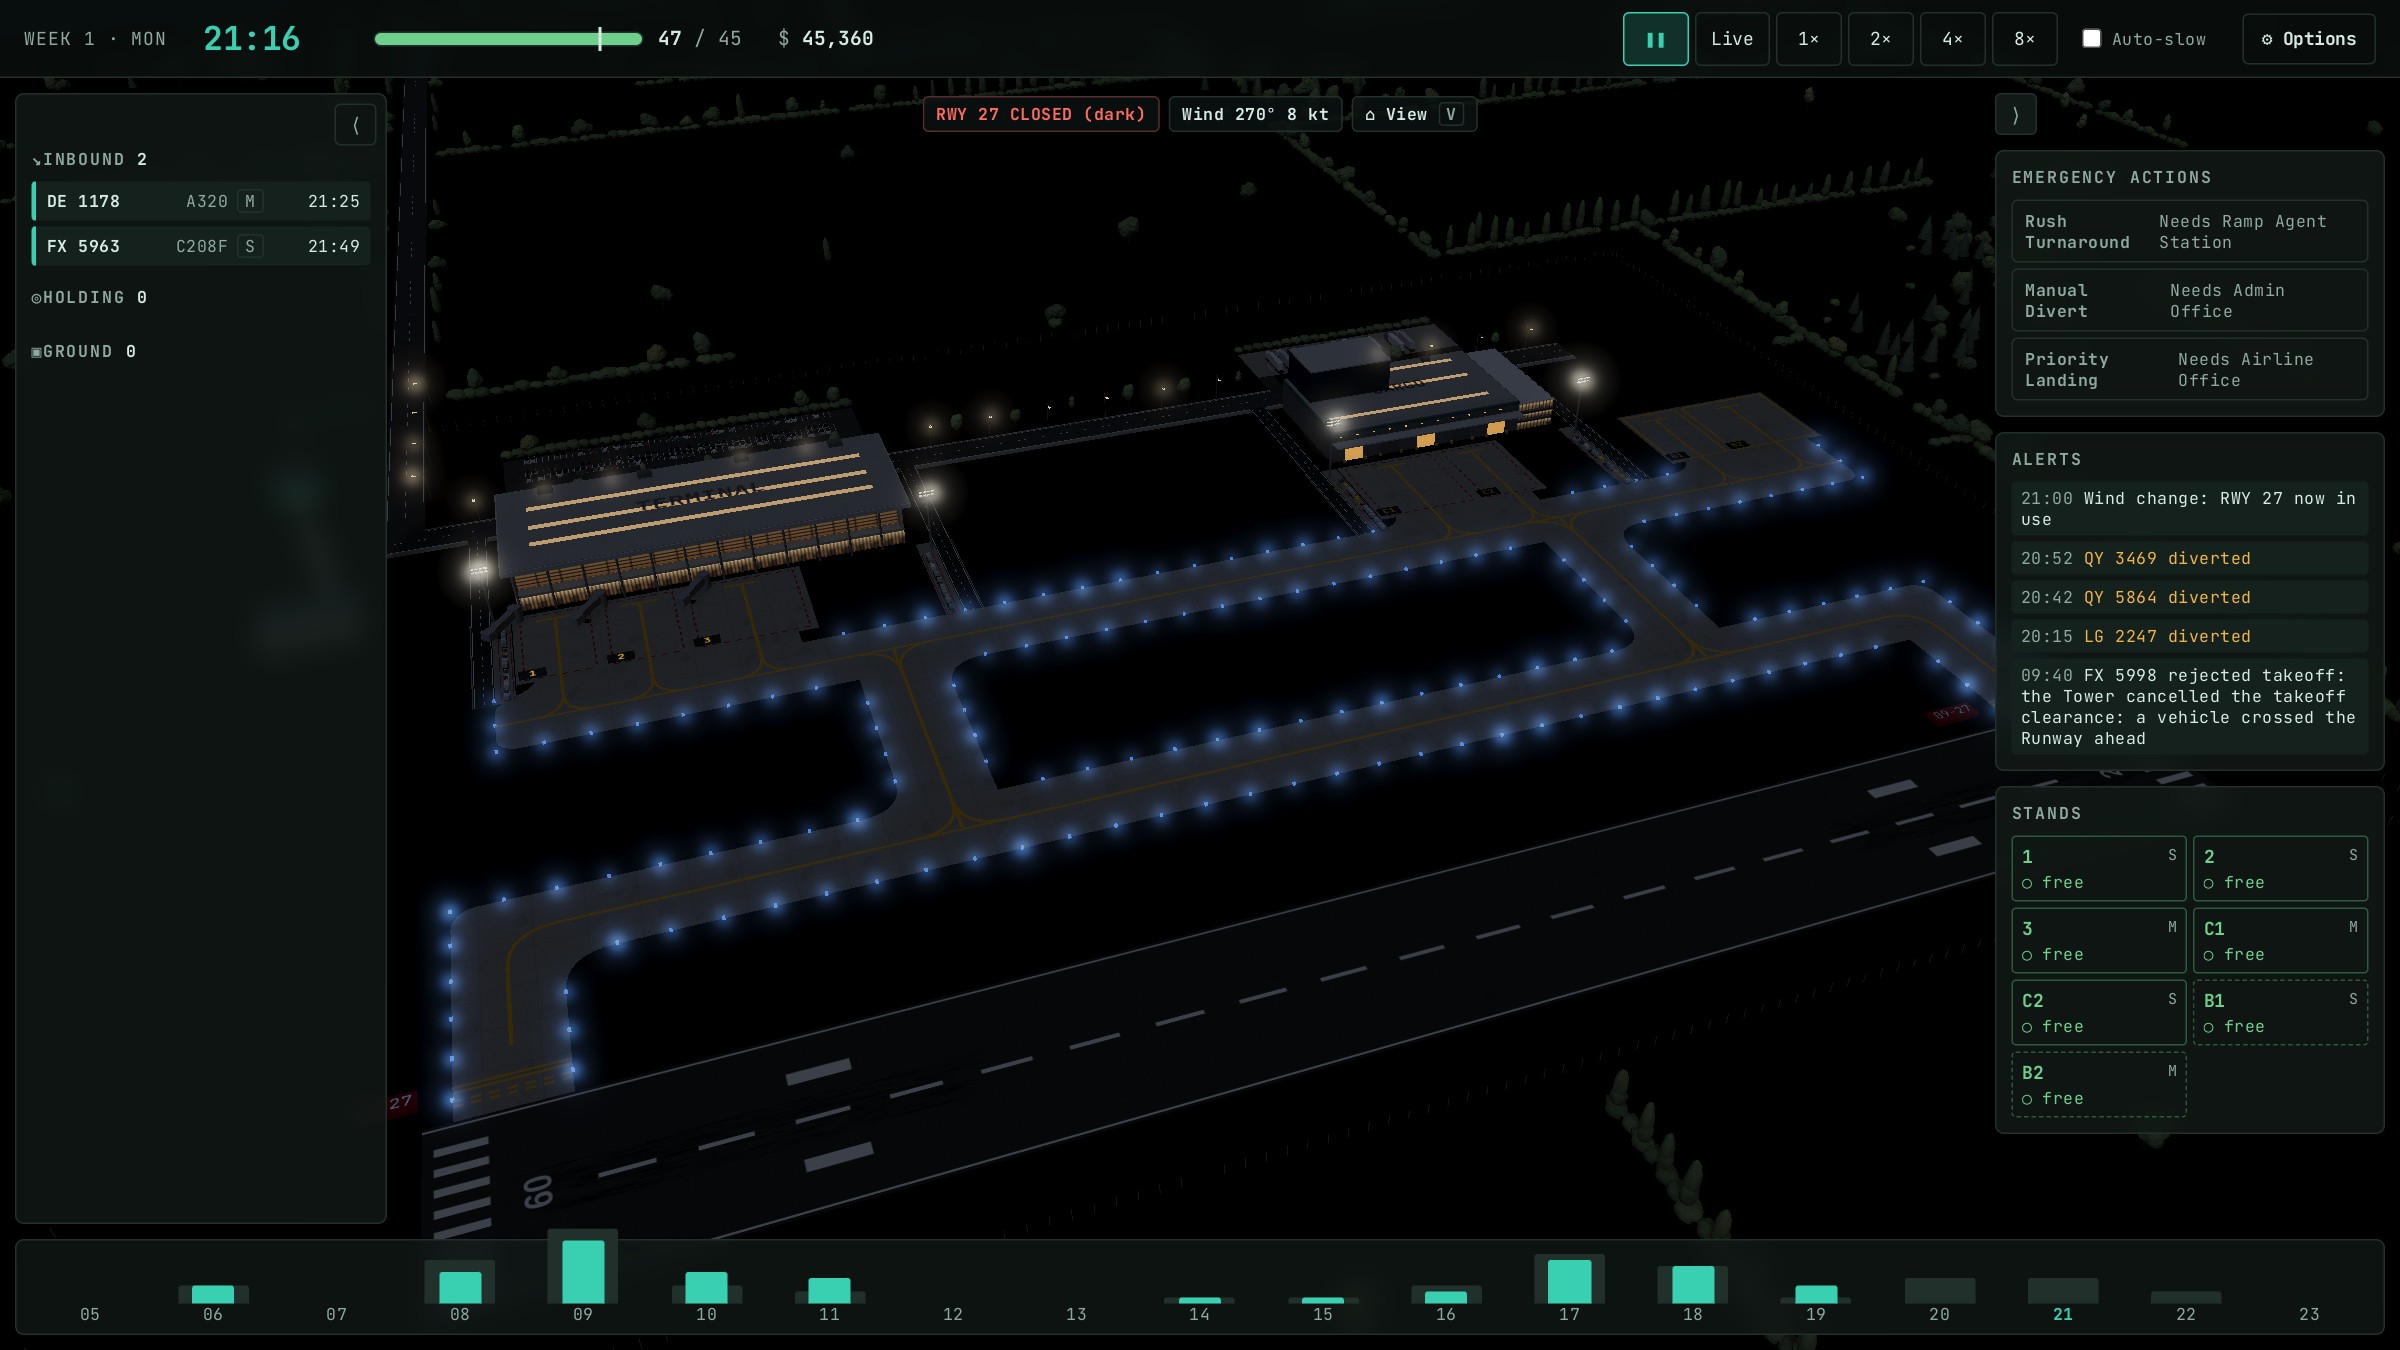 WEEK 1 · MON 21:16 47 / 45 $ 45,360 Live 1× 2× 4× 8× Auto-slow ⚙ Options
RWY 27 CLOSED (dark) Wind 270° 8 kt ⌂ View V
INBOUND 2
DE 1178 A320 M 21:25
FX 5963 C208F S 21:49
HOLDING 0
GROUND 0
TERMINAL
1
2
3
27
09
09-27
EMERGENCY ACTIONS
Rush Turnaround Needs Ramp Agent Station
Manual Divert Needs Admin Office
Priority Landing Needs Airline Office
ALERTS
21:00 Wind change: RWY 27 now in
use
20:52 QY 3469 diverted
20:42 QY 5864 diverted
20:15 LG 2247 diverted
09:40 FX 5998 rejected takeoff:
the Tower cancelled the takeoff
clearance: a vehicle crossed the
Runway ahead
STANDS
1 S
○ free
2 S
○ free
3 M
○ free
C1 M
○ free
C2 S
○ free
B1 S
○ free
B2 M
○ free
05 06 07 08 09 10 11 12 13 14 15 16 17 18 19 20 21 22 23